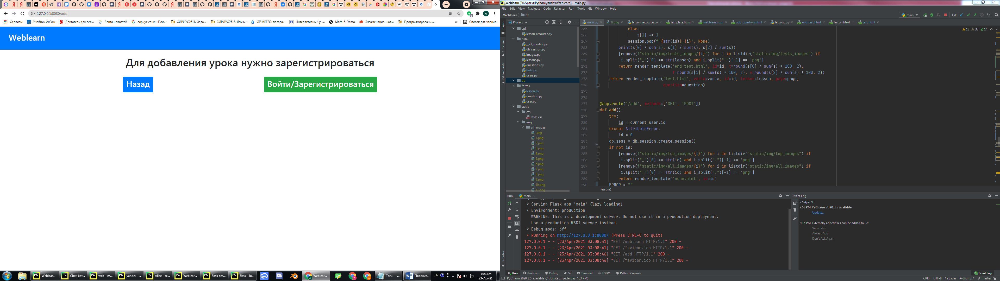 127.0.0.1:8080/add
Сервисы
Учебник ArCon
Двигатель для вел...
Лента новостей
сириус сочи - Пои...
СИРИУС0618: Зада...
СИРИУС0618: Язык...
GISMETEO: погода...
Интерактивный уч...
Math-6-Demo
Экзаменационная...
Программировани...
»
Список для чтения
Weblearn
Для добавления урока нужно зарегистрироваться
Назад
Войти/Зарегистрироваться
Weblear...
Chat_bot...
web – m...
yandex –...
Alice – te...
Weblear...
flask_tes...
flask – lo...
Weblear...
Тэги — ...
Пояснит...
EN
3:08 AM
23-Apr-21
Weblearn [D:\Артём\Python\yandex\Weblearn] – main.py
File Edit View Navigate Code Refactor Run Tools Git Window Help
Weblearn
db
main
Git:
Project
main.py
0.png
lesson_resource.py
template.html
weblearn.html
add_question.html
lessons.py
end_test.html
lesson.html
test.html
13 33 14
Project
Structure
Pull Requests
Favorites
api
lesson_resource.py
data
__all_models.py
db_session.py
images.py
lessons.py
questions.py
tests.py
users.py
db
forms
lesson.py
question.py
user.py
static
css
style.css
img
all_images
.png
1.png
2.png
3.png
4.png
5.png
6.png
7.png
8.png
9.png
10.png
11.png
265 else:
266 s[1] += 1
267 session.pop(f"{str(id)}_{i}", None)
268 print(s[0] / sum(s), s[1] / sum(s), s[2] / sum(s))
269 [remove(f"static/img/tests_images/{i}") for i in listdir("static/img/tests_images") if
270 i.split("_")[0] == str(lesson) and i.split(".")[-1] == 'png']
271 return render_template('end_test.html', id=id, t=round(s[0] / sum(s) * 100, 2),
272 f=round(s[1] / sum(s) * 100, 2), n=round(s[2] / sum(s) * 100, 2))
273 return render_template('test.html', varia=varia, id=id, lesson=lesson, page=page,
274 question=question)
275
276
277 @app.route('/add', methods=['GET', 'POST'])
278 def add():
279 try:
280 id = current_user.id
281 except AttributeError:
282 id = 0
283 db_sess = db_session.create_session()
284 if not id:
285 [remove(f"static/img/top_images/{i}") for i in listdir("static/img/top_images") if
286 i.split("_")[0] == str(id) and i.split(".")[-1] == 'png']
287 [remove(f"static/img/all_images/{i}") for i in listdir("static/img/all_images") if
288 i.split("_")[0] == str(id) and i.split(".")[-1] == 'png']
289 return render_template('none.html', id=id)
290 ERROR = ""
lesson()
Run: main
* Serving Flask app "main" (lazy loading)
* Environment: production
WARNING: This is a development server. Do not use it in a production deployment.
Use a production WSGI server instead.
* Debug mode: off
* Running on http://127.0.0.1:8080/ (Press CTRL+C to quit)
127.0.0.1 - - [23/Apr/2021 03:08:41] "GET /weblearn HTTP/1.1" 200 -
127.0.0.1 - - [23/Apr/2021 03:08:41] "GET /favicon.ico HTTP/1.1" 200 -
127.0.0.1 - - [23/Apr/2021 03:08:46] "GET /add HTTP/1.1" 200 -
127.0.0.1 - - [23/Apr/2021 03:08:46] "GET /favicon.ico HTTP/1.1" 200 -
Event Log
22-Apr-21
7:53 PM PyCharm 2020.3.5 available
Update...
8:16 PM Externally added files can be added to Git
View Files
Always Add
Don't Ask Again
Run Problems Debug Git Terminal TODO Python Console
1 Event Log
PyCharm 2020.3.5 available // Update... (yesterday 7:53 PM)
CRLF UTF-8 4 spaces Python 3.7 master